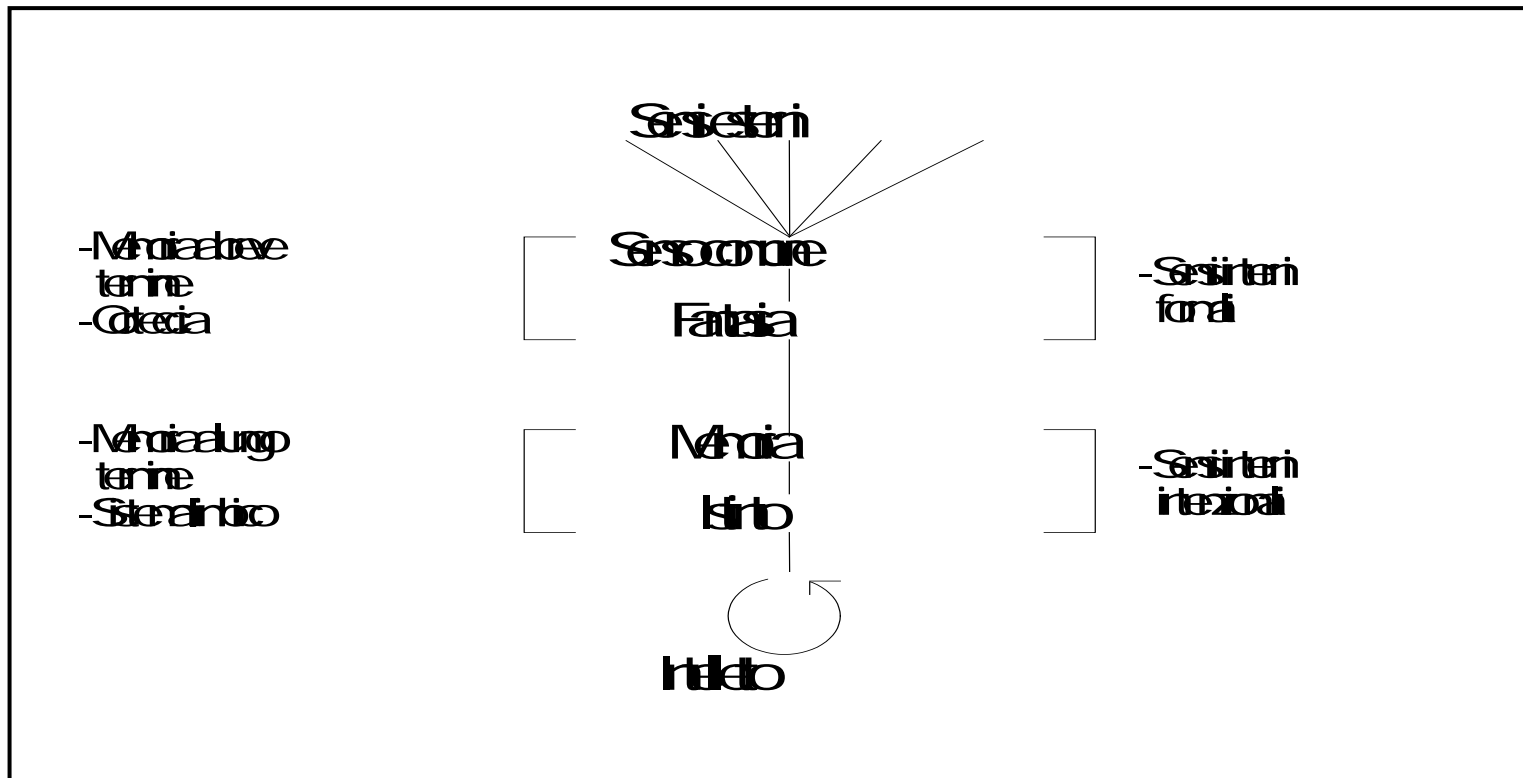 Sensi esterni
-Memoria a breve
termine
-Corteccia
Senso comune
Fantasia
-Sensi interni
formali
-Memoria a lungo
termine
-Sistema limbico
Memoria
Istinto
-Sensi interni
intenzionali
Intelletto